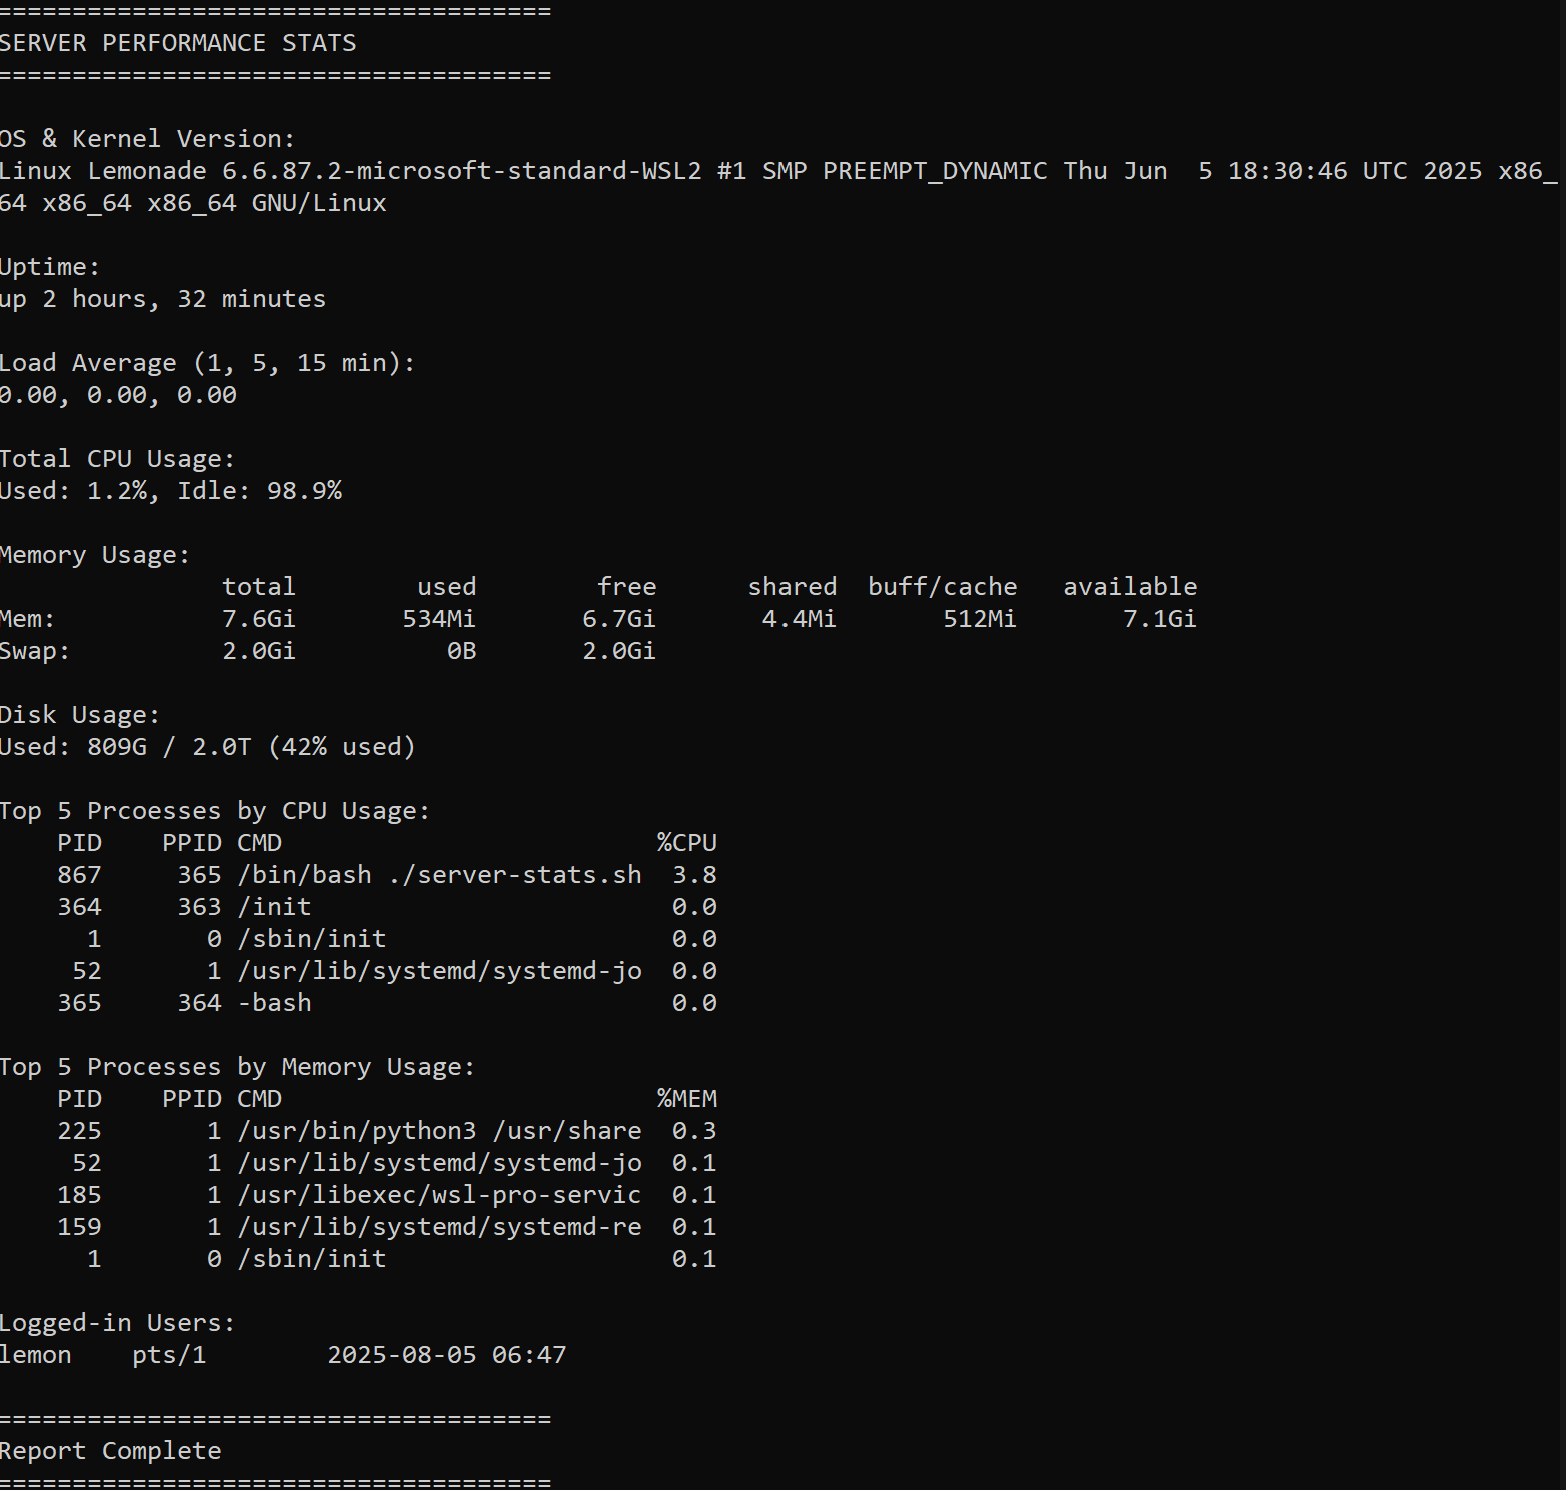 =====================================
SERVER PERFORMANCE STATS
=====================================
OS & Kernel Version:
Linux Lemonade 6.6.87.2-microsoft-standard-WSL2 #1 SMP PREEMPT_DYNAMIC Thu Jun  5 18:30:46 UTC 2025 x86_
64 x86_64 x86_64 GNU/Linux
Uptime:
up 2 hours, 32 minutes
Load Average (1, 5, 15 min):
0.00, 0.00, 0.00
Total CPU Usage:
Used: 1.2%, Idle: 98.9%
Memory Usage:
               total        used        free      shared  buff/cache   available
Mem:           7.6Gi       534Mi       6.7Gi       4.4Mi       512Mi       7.1Gi
Swap:          2.0Gi          0B       2.0Gi
Disk Usage:
Used: 809G / 2.0T (42% used)
Top 5 Prcoesses by CPU Usage:
    PID    PPID CMD                         %CPU
    867     365 /bin/bash ./server-stats.sh  3.8
    364     363 /init                        0.0
      1       0 /sbin/init                   0.0
     52       1 /usr/lib/systemd/systemd-jo  0.0
    365     364 -bash                        0.0
Top 5 Processes by Memory Usage:
    PID    PPID CMD                         %MEM
    225       1 /usr/bin/python3 /usr/share  0.3
     52       1 /usr/lib/systemd/systemd-jo  0.1
    185       1 /usr/libexec/wsl-pro-servic  0.1
    159       1 /usr/lib/systemd/systemd-re  0.1
      1       0 /sbin/init                   0.1
Logged-in Users:
lemon    pts/1        2025-08-05 06:47
=====================================
Report Complete
=====================================